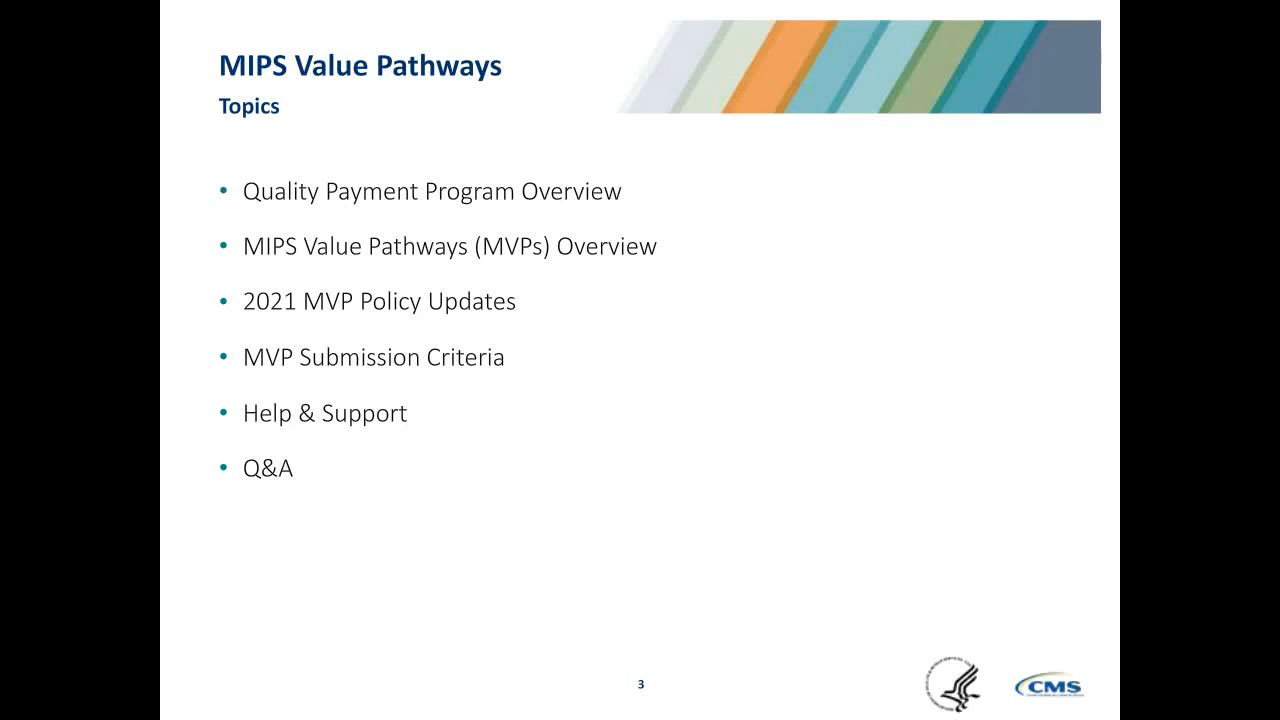 MIPS Value Pathways
Topics
• Quality Payment Program Overview
• MIPS Value Pathways (MVPs) Overview
• 2021 MVP Policy Updates
• MVP Submission Criteria
• Help & Support
• Q&A
3
CMS